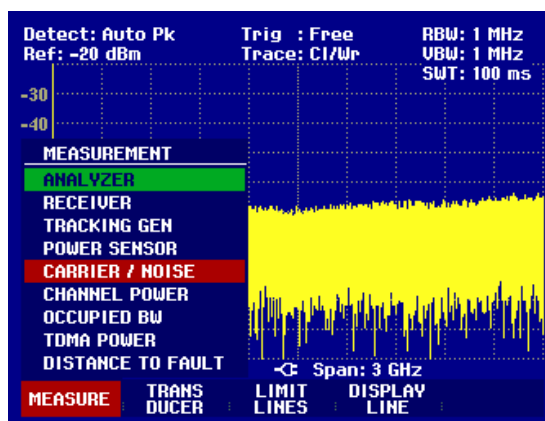 Detect: Auto Pk Trig : Free RBW: 1 MHz
Ref: -20 dBm Trace: Cl/Wr VBW: 1 MHz
SWT: 100 ms
-30
-40
MEASUREMENT
ANALYZER
RECEIVER
TRACKING GEN
POWER SENSOR
CARRIER / NOISE
CHANNEL POWER
OCCUPIED BW
TDMA POWER
DISTANCE TO FAULT
Span: 3 GHz
MEASURE TRANS LIMIT DISPLAY
DUCER LINES LINE